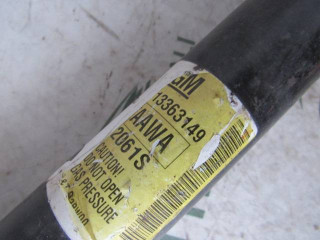 GM
13363149
AAWA
2061S
CAUTION!
DO NOT OPEN
GAS PRESSURE